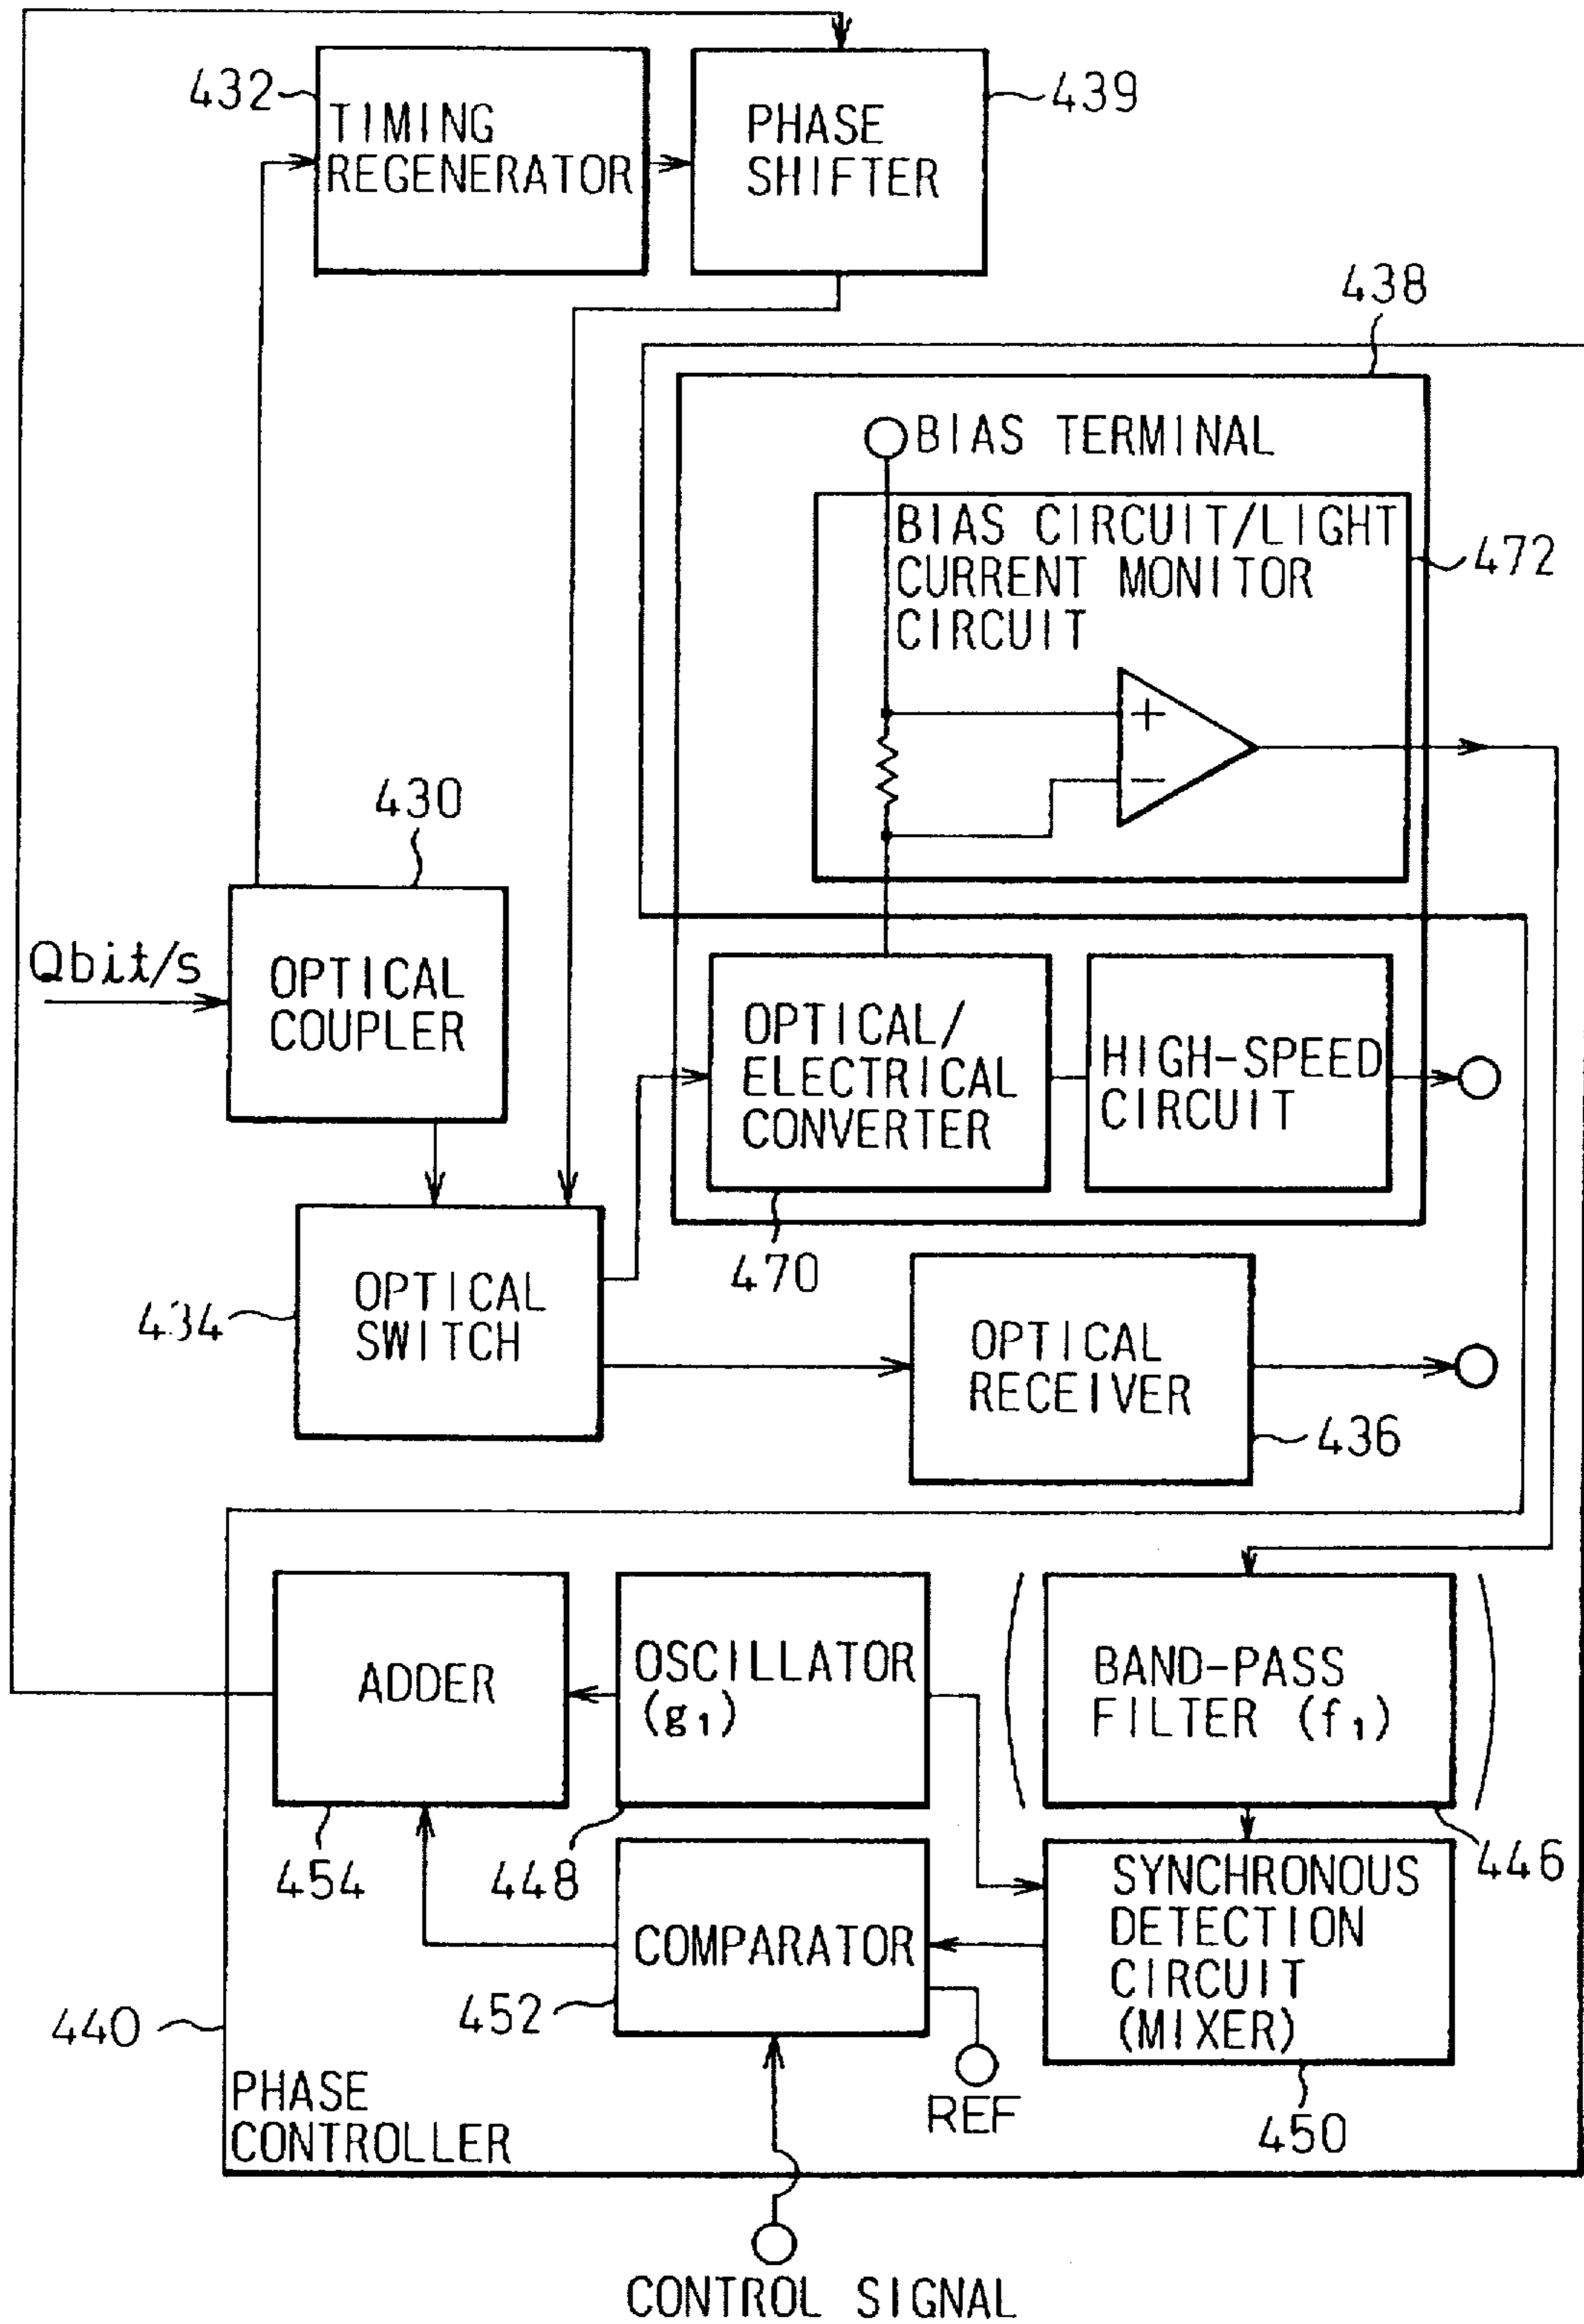 432
TIMING
REGENERATOR
PHASE
SHIFTER
439
438
BIAS TERMINAL
BIAS CIRCUIT/LIGHT
CURRENT MONITOR
CIRCUIT
472
+
−
430
Qbit/s
OPTICAL
COUPLER
OPTICAL/
ELECTRICAL
CONVERTER
HIGH-SPEED
CIRCUIT
470
434
OPTICAL
SWITCH
OPTICAL
RECEIVER
436
ADDER
OSCILLATOR
(g₁)
BAND-PASS
FILTER (f₁)
454
448
446
COMPARATOR
SYNCHRONOUS
DETECTION
CIRCUIT
(MIXER)
452
440
REF
450
PHASE
CONTROLLER
CONTROL SIGNAL